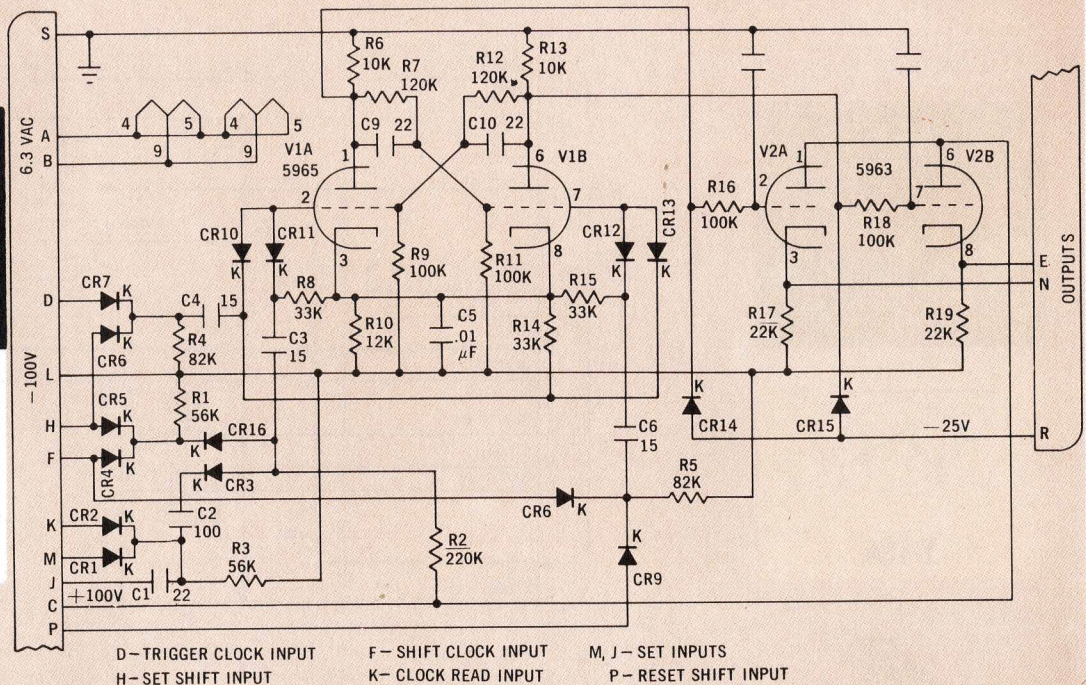 S
6.3 VAC
A
B
D
-100V
L
H
F
K
M
J
C
P
+100V
4 5 4 5
9 9
R6
10K
R7
120K
R12
120K
R13
10K
C9 22
C10 22
V1A
5965
1
2
3
6
V1B
7
8
CR10
K
CR11
K
CR12
K
CR13
K
R8
33K
R9
100K
R11
100K
R15
33K
R10
12K
C5
.01
µF
R14
33K
CR7
K
K
CR6
C4 15
R4
82K
C3
15
R1
56K
CR5
K
K
CR4
K
CR16
K
CR3
C2
100
CR2 K
CR1 K
C1 22
R3
56K
R2
220K
C6
15
CR6
K
R5
82K
K
CR9
R16
100K
V2A
1
2
3
5963
R18
100K
V2B
6
7
8
R17
22K
R19
22K
K
CR14
K
CR15
-25V
E
N
R
OUTPUTS
D-TRIGGER CLOCK INPUT F-SHIFT CLOCK INPUT M, J-SET INPUTS
H-SET SHIFT INPUT K-CLOCK READ INPUT P-RESET SHIFT INPUT